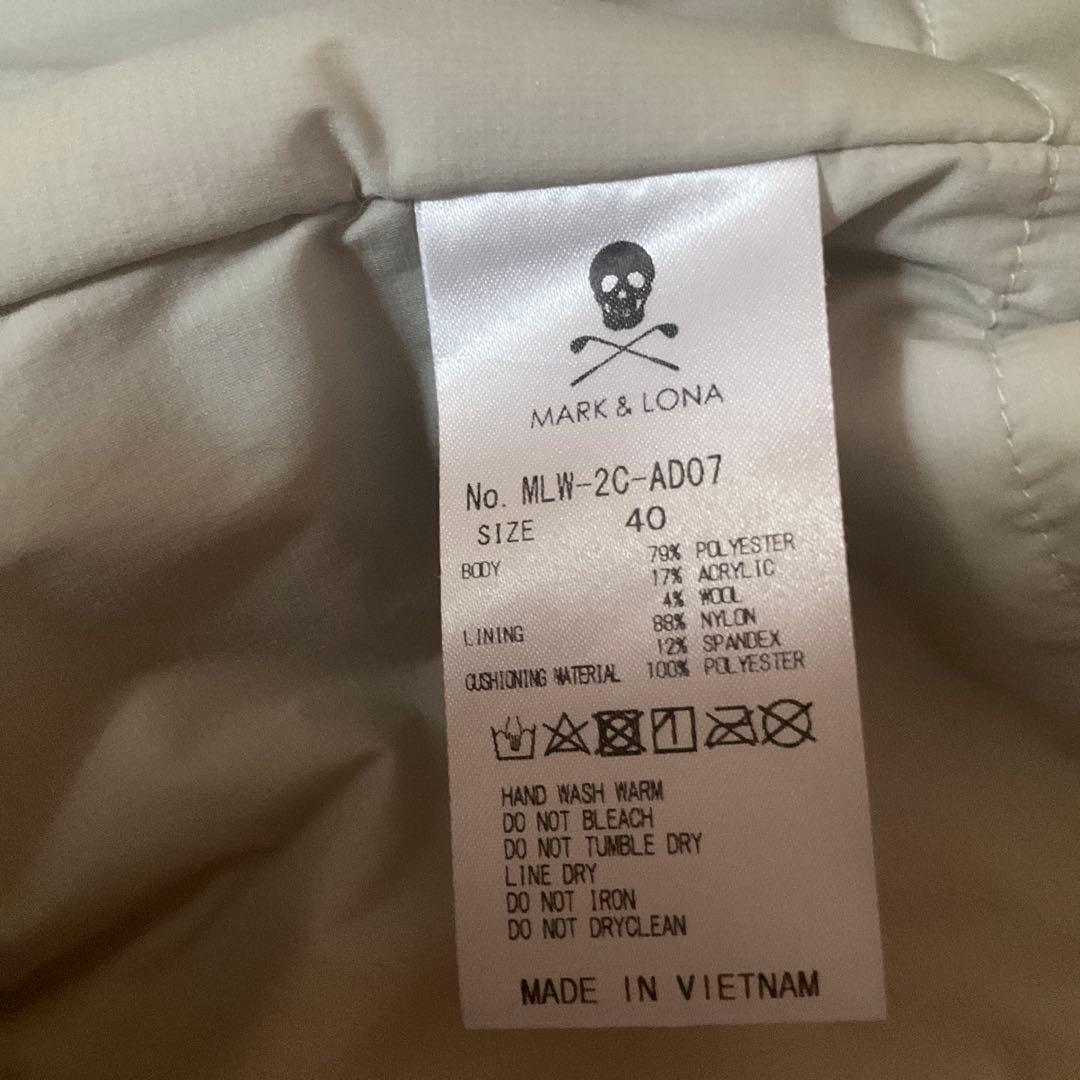 MARK & LONA
No. MLW-2C-AD07
SIZE 40
BODY 79% POLYESTER
17% ACRYLIC
4% WOOL
LINING 88% NYLON
12% SPANDEX
CUSHIONING MATERIAL 100% POLYESTER
HAND WASH WARM
DO NOT BLEACH
DO NOT TUMBLE DRY
LINE DRY
DO NOT IRON
DO NOT DRYCLEAN
MADE IN VIETNAM